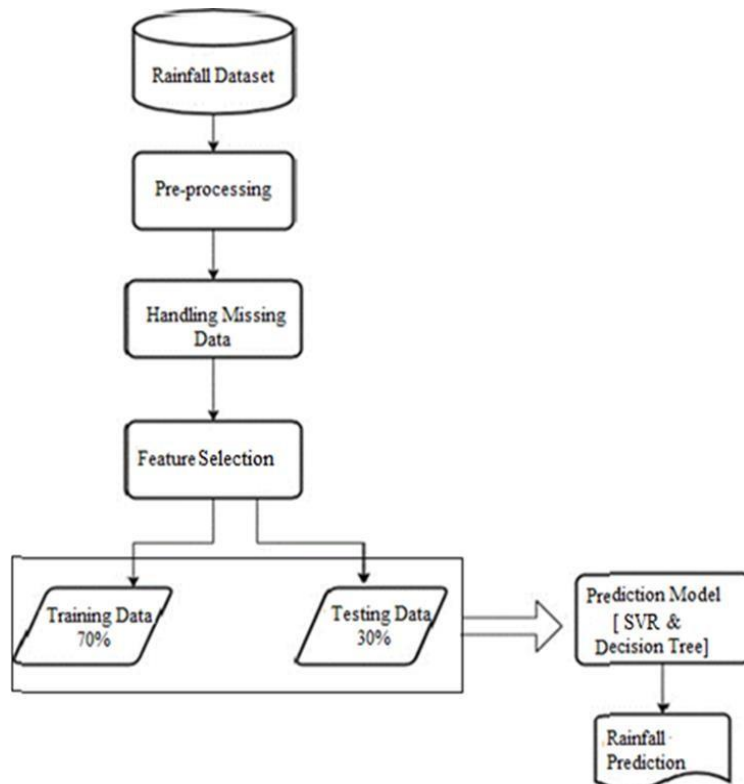 Rainfall Dataset
Pre-processing
Handling Missing
Data
Feature Selection
Training Data
70%
Testing Data
30%
Prediction Model
[ SVR &
Decision Tree]
Rainfall
Prediction